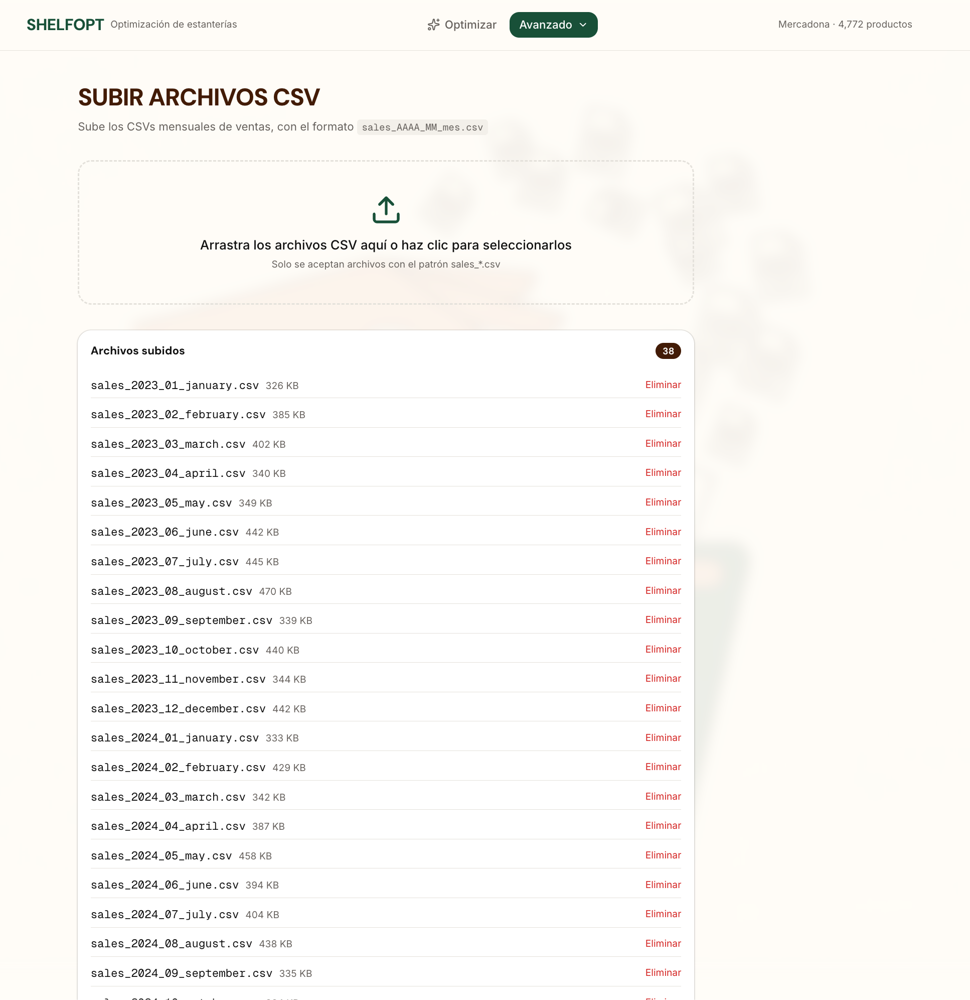 SHELFOPT Optimización de estanterías Optimizar Avanzado Mercadona · 4,772 productos
SUBIR ARCHIVOS CSV
Sube los CSVs mensuales de ventas, con el formato sales_AAAA_MM_mes.csv
Arrastra los archivos CSV aquí o haz clic para seleccionarlos
Solo se aceptan archivos con el patrón sales_*.csv
Archivos subidos 38
sales_2023_01_january.csv 326 KB Eliminar
sales_2023_02_february.csv 385 KB Eliminar
sales_2023_03_march.csv 402 KB Eliminar
sales_2023_04_april.csv 340 KB Eliminar
sales_2023_05_may.csv 349 KB Eliminar
sales_2023_06_june.csv 442 KB Eliminar
sales_2023_07_july.csv 445 KB Eliminar
sales_2023_08_august.csv 470 KB Eliminar
sales_2023_09_september.csv 339 KB Eliminar
sales_2023_10_october.csv 440 KB Eliminar
sales_2023_11_november.csv 344 KB Eliminar
sales_2023_12_december.csv 442 KB Eliminar
sales_2024_01_january.csv 333 KB Eliminar
sales_2024_02_february.csv 429 KB Eliminar
sales_2024_03_march.csv 342 KB Eliminar
sales_2024_04_april.csv 387 KB Eliminar
sales_2024_05_may.csv 458 KB Eliminar
sales_2024_06_june.csv 394 KB Eliminar
sales_2024_07_july.csv 404 KB Eliminar
sales_2024_08_august.csv 438 KB Eliminar
sales_2024_09_september.csv 335 KB Eliminar